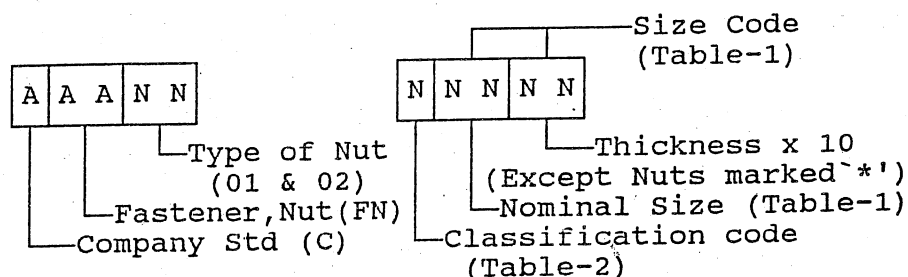 Size Code
(Table-1)
A A A N N
N N N N N
Type of Nut
(01 & 02)
Fastener,Nut(FN)
Company Std (C)
Thickness x 10
(Except Nuts marked`*')
Nominal Size (Table-1)
Classification code
(Table-2)